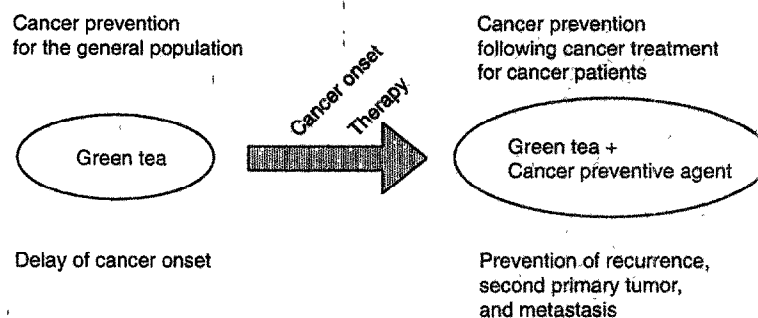 Cancer prevention
for the general population
Green tea
Delay of cancer onset
Cancer onset
Therapy
Cancer prevention
following cancer treatment
for cancer patients
Green tea +
Cancer preventive agent
Prevention of recurrence,
second primary tumor,
and metastasis